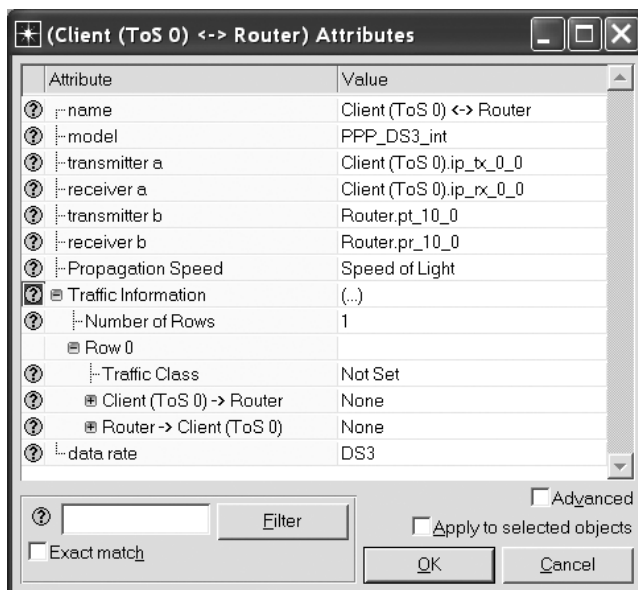 (Client (ToS 0) <-> Router) Attributes
Attribute Value
name Client (ToS 0) <-> Router
model PPP_DS3_int
transmitter a Client (ToS 0).ip_tx_0_0
receiver a Client (ToS 0).ip_rx_0_0
transmitter b Router.pt_10_0
receiver b Router.pr_10_0
Propagation Speed Speed of Light
Traffic Information (...)
Number of Rows 1
Row 0
Traffic Class Not Set
Client (ToS 0) -> Router None
Router -> Client (ToS 0) None
data rate DS3
Advanced
Filter
Apply to selected objects
Exact match
OK Cancel